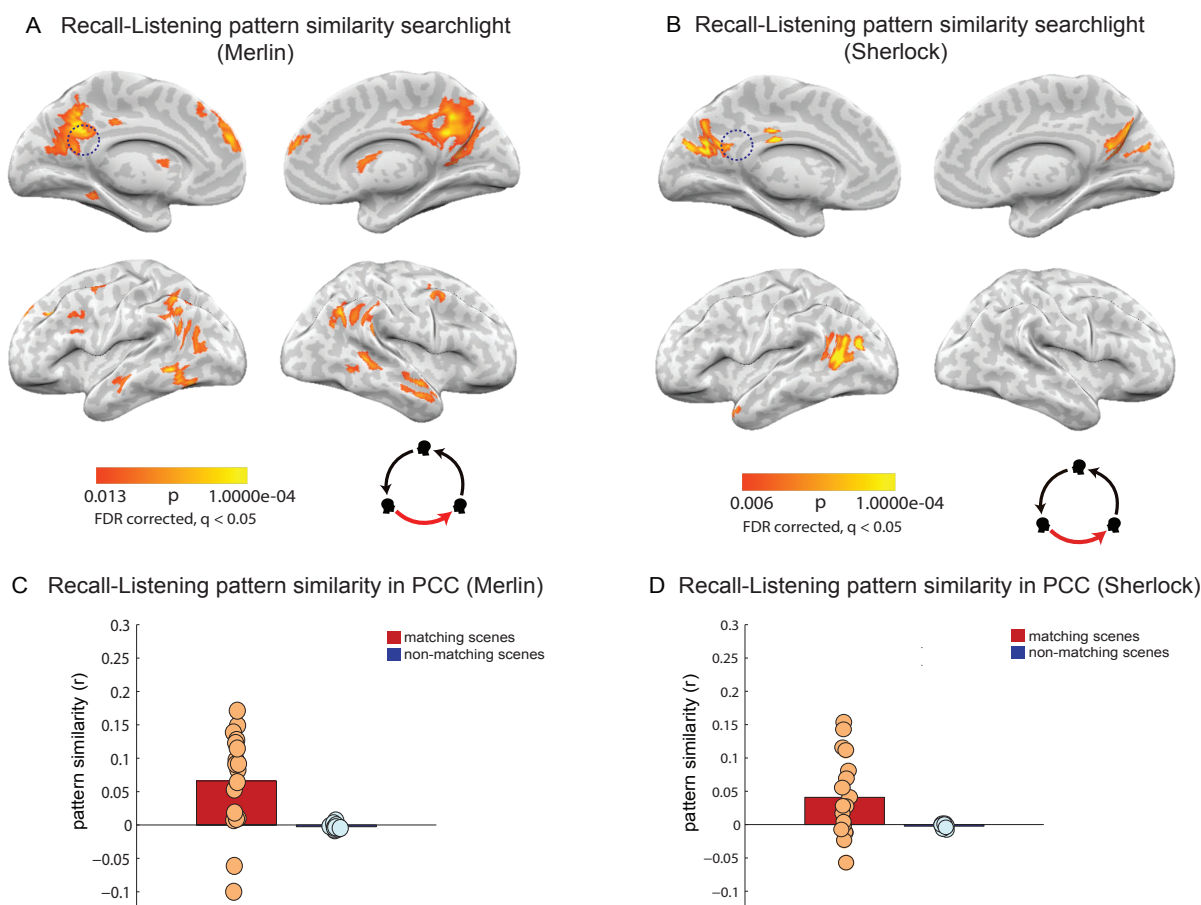 A Recall-Listening pattern similarity searchlight
(Merlin)
B Recall-Listening pattern similarity searchlight
(Sherlock)
0.013 p 1.0000e-04
FDR corrected, q < 0.05
0.006 p 1.0000e-04
FDR corrected, q < 0.05
C Recall-Listening pattern similarity in PCC (Merlin)
pattern similarity (r)
0.3
0.25
0.2
0.15
0.1
0.05
0
−0.05
−0.1
matching scenes
non-matching scenes
D Recall-Listening pattern similarity in PCC (Sherlock)
pattern similarity (r)
0.3
0.25
0.2
0.15
0.1
0.05
0
−0.05
−0.1
matching scenes
non-matching scenes